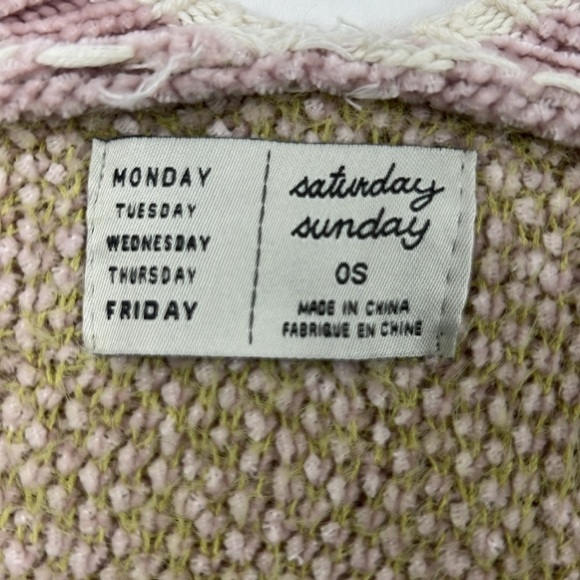 MONDAY
TUESDAY
WEDNESDAY
THURSDAY
FRIDAY
saturday
sunday
OS
MADE IN CHINA
FABRIQUE EN CHINE